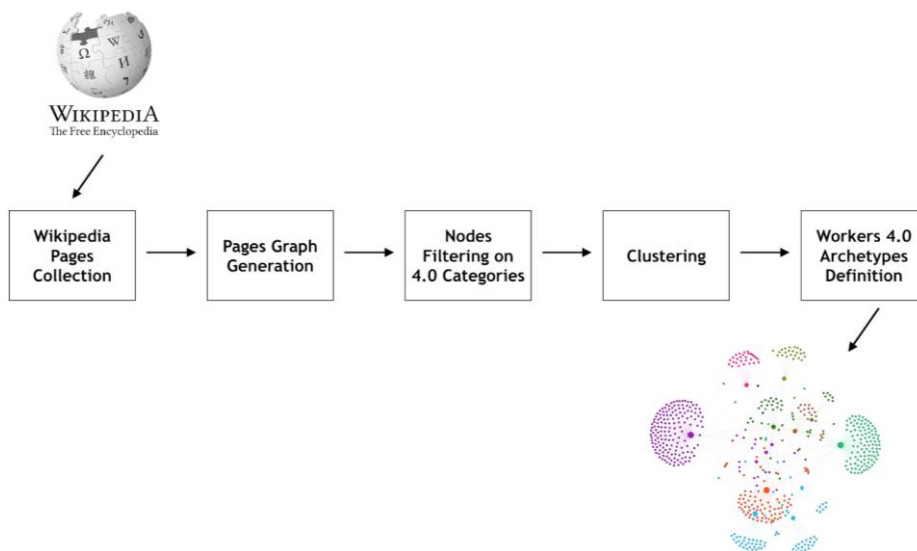 WIKIPEDIA
The Free Encyclopedia
Wikipedia
Pages
Collection
Pages Graph
Generation
Nodes
Filtering on
4.0 Categories
Clustering
Workers 4.0
Archetypes
Definition